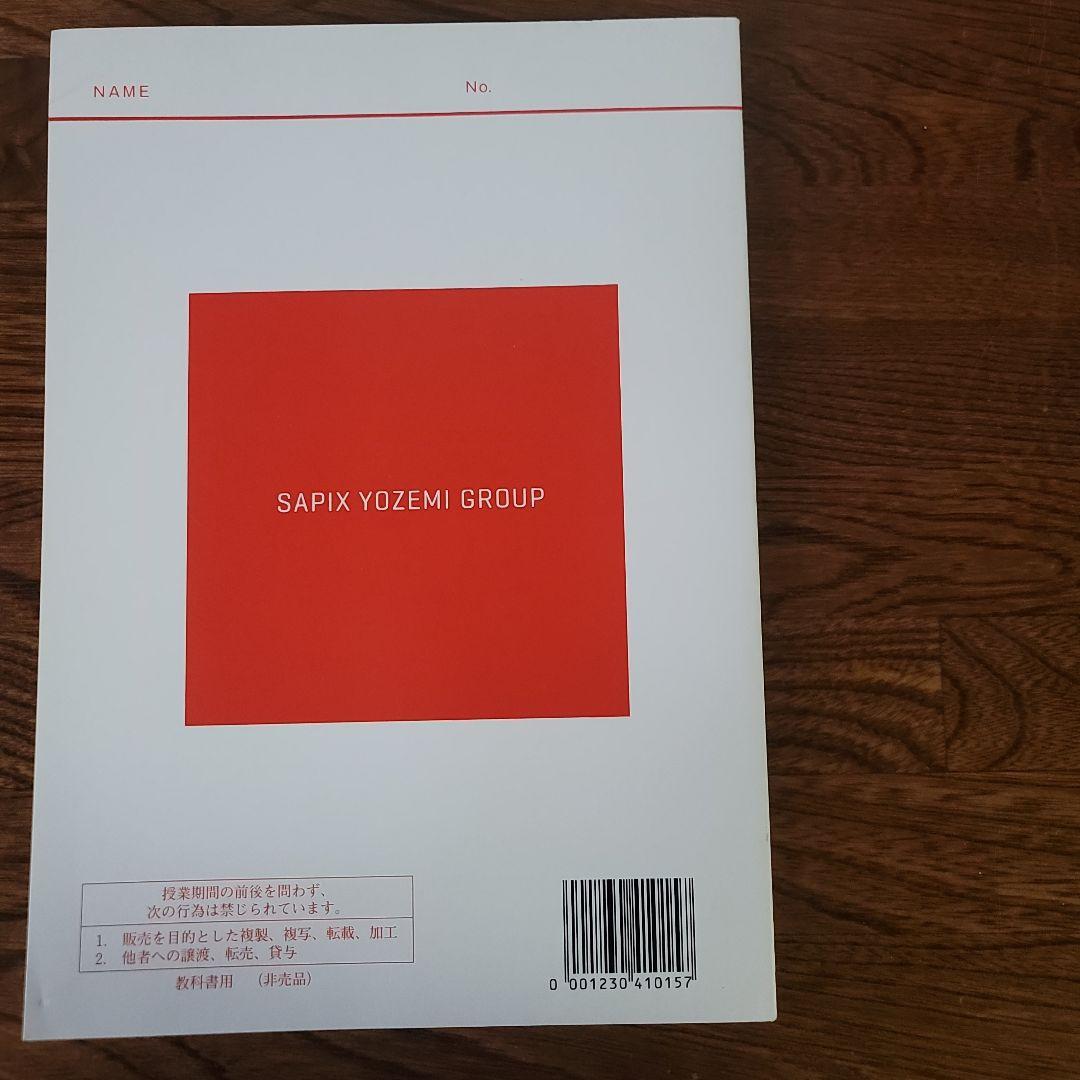 NAME No.
SAPIX YOZEMI GROUP
授業期間の前後を問わず、
次の行為は禁じられています。
1. 販売を目的とした複製、複写、転載、加工
2. 他者への譲渡、転売、貸与
教科書用 （非売品）
0 001230 410157